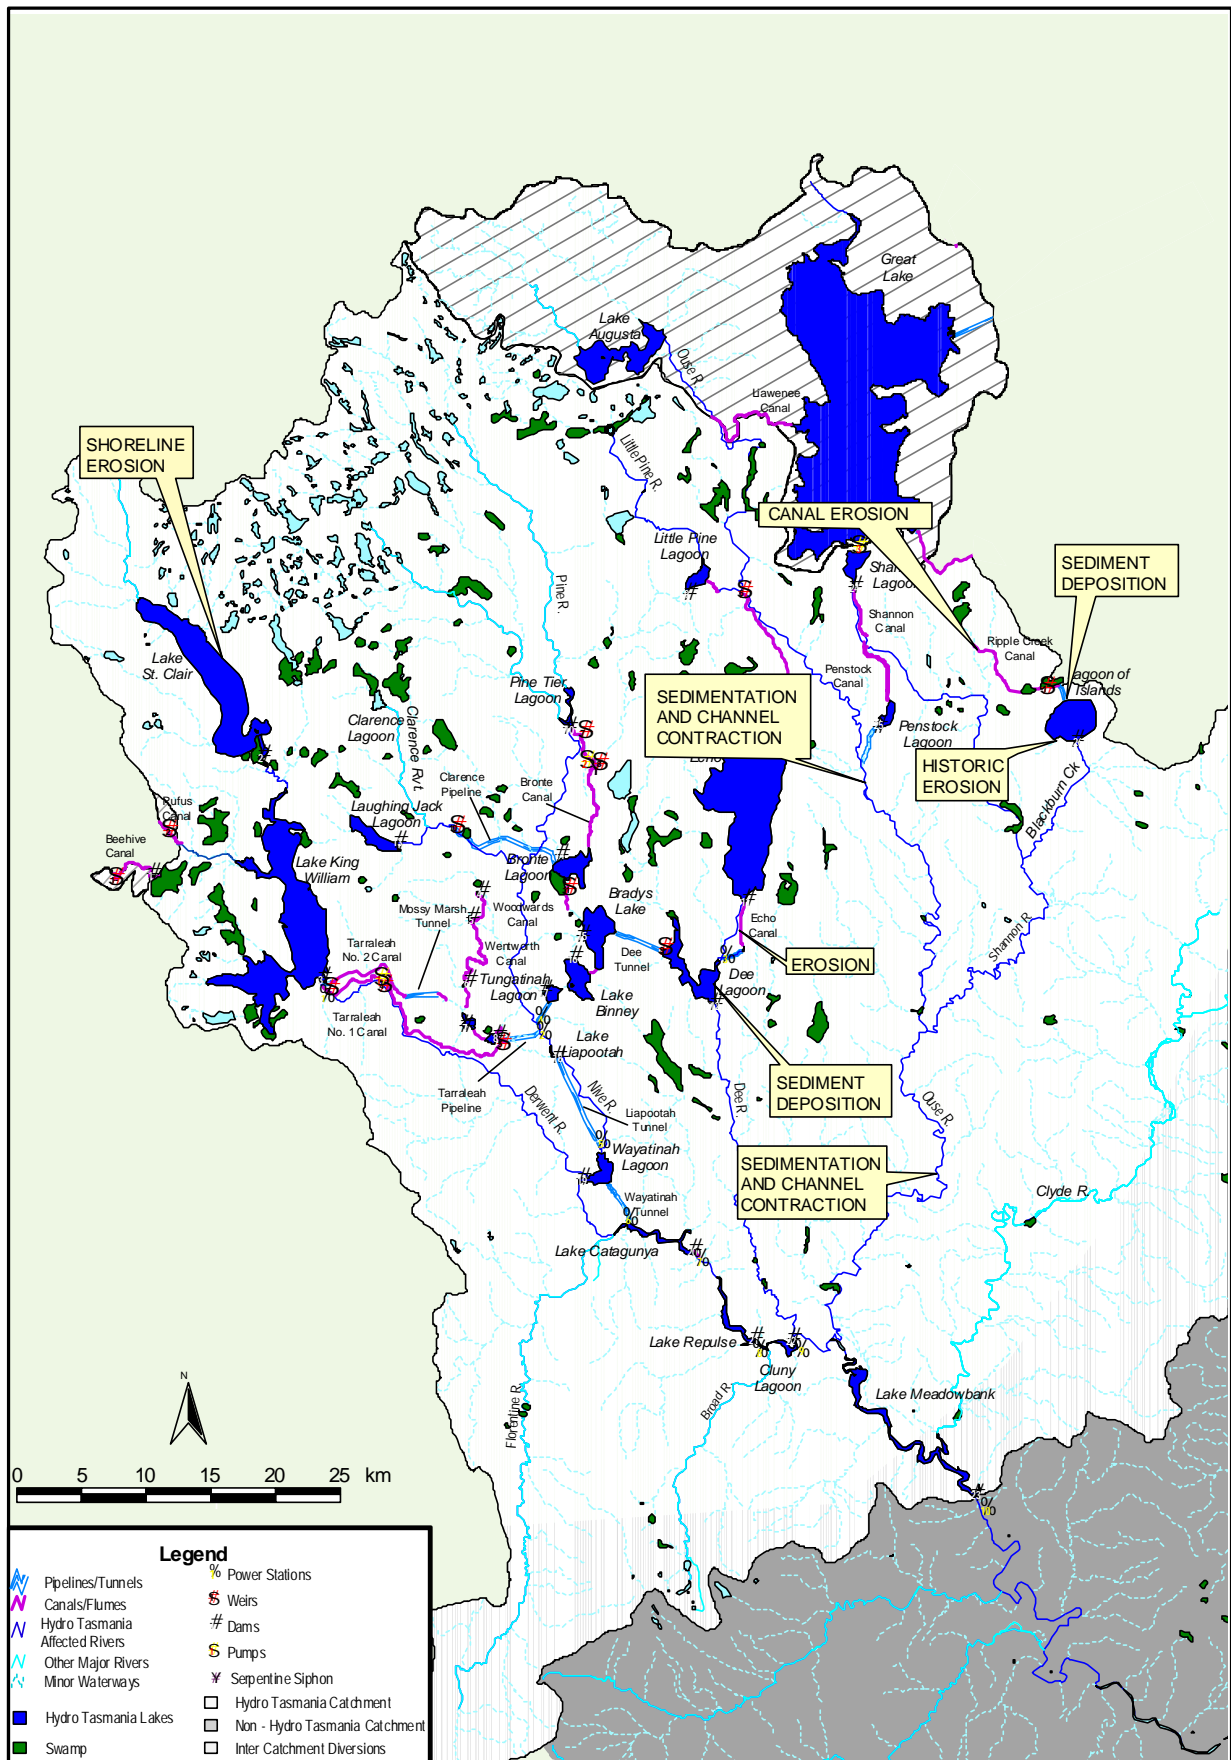 Great
Lake
Lake
Augusta
Ouse R.
Liawenee
Canal
SHORELINE
EROSION
Little Pine R.
CANAL EROSION
Little Pine
Lagoon
SEDIMENT
DEPOSITION
Lagoon
Pine R
Shannon
Canal
Ripple Creek
Canal
Lake
St. Clair
Penstock
Canal
Lagoon of
Islands
Pine Tier
Lagoon
SEDIMENTATION
AND CHANNEL
CONTRACTION
Clarence
Lagoon
Clarence Rvt
Penstock
Lagoon
HISTORIC
EROSION
Blackburn Ck
Clarence
Pipeline
Bronte
Canal
Rufus
Canal
Laughing Jack
Lagoon
Beehive
Canal
Lake King
William
Bronte
Lagoon
Bradys
Lake
Mossy Marsh
Tunnel
Woodwards
Canal
Echo
Canal
Shannon R.
Tarraleah
No. 2 Canal
Wentworth
Canal
Dee
Tunnel
EROSION
Tungatinah
Lagoon
Dee
Lagoon
Lake
Binney
Tarraleah
No. 1 Canal
Lake
Liapootah
SEDIMENT
DEPOSITION
Tarraleah
Pipeline
Derwent R.
Nive R.
Liapootah
Tunnel
Dee R.
Ouse R.
Wayatinah
Lagoon
SEDIMENTATION
AND CHANNEL
CONTRACTION
Wayatinah
Tunnel
Clyde R.
Lake Catagunya
Lake Repulse
Cluny
Lagoon
Lake Meadowbank
Broad R.
Florentine R.
N
0 5 10 15 20 25 km
Legend
Pipelines/Tunnels
Canals/Flumes
Hydro Tasmania
Affected Rivers
Other Major Rivers
Minor Waterways
Hydro Tasmania Lakes
Swamp
% Power Stations
Weirs
# Dams
Pumps
¥ Serpentine Siphon
Hydro Tasmania Catchment
Non - Hydro Tasmania Catchment
Inter Catchment Diversions